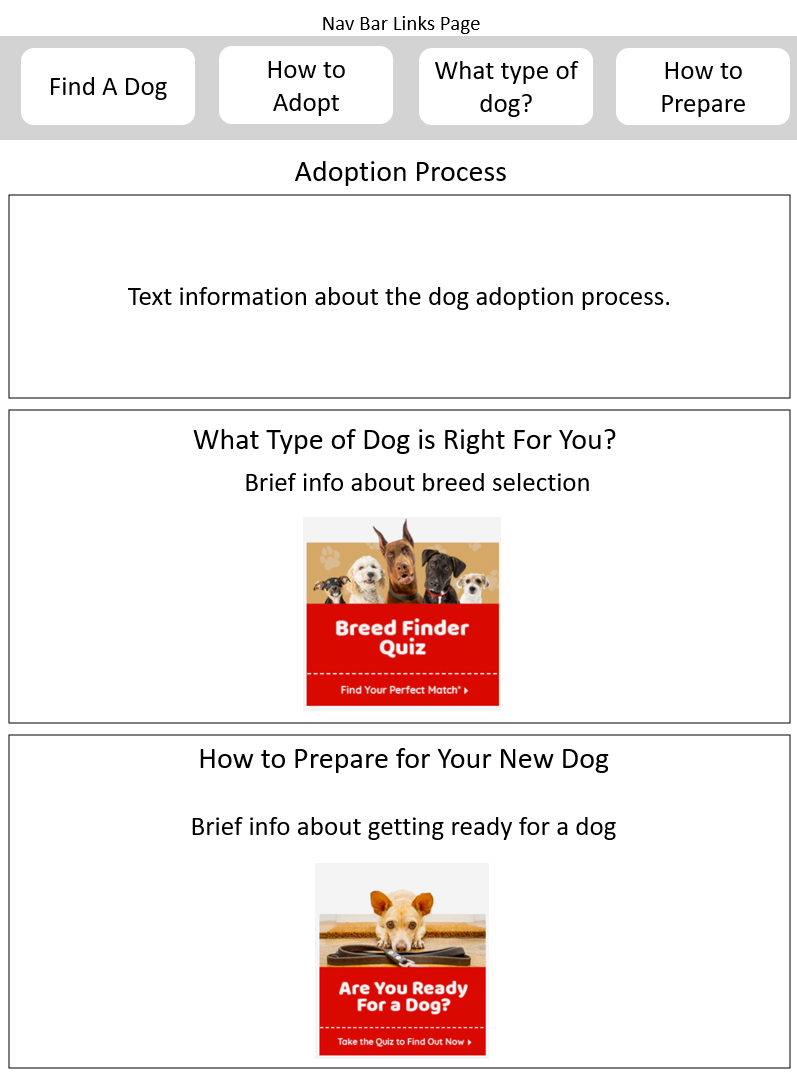 Nav Bar Links Page
Find A Dog
How to
Adopt
What type of
dog?
How to
Prepare
Adoption Process
Text information about the dog adoption process.
What Type of Dog is Right For You?
Brief info about breed selection
Breed Finder
Quiz
Find Your Perfect Match*
How to Prepare for Your New Dog
Brief info about getting ready for a dog
Are You Ready
For a Dog?
Take the Quiz to Find Out Now